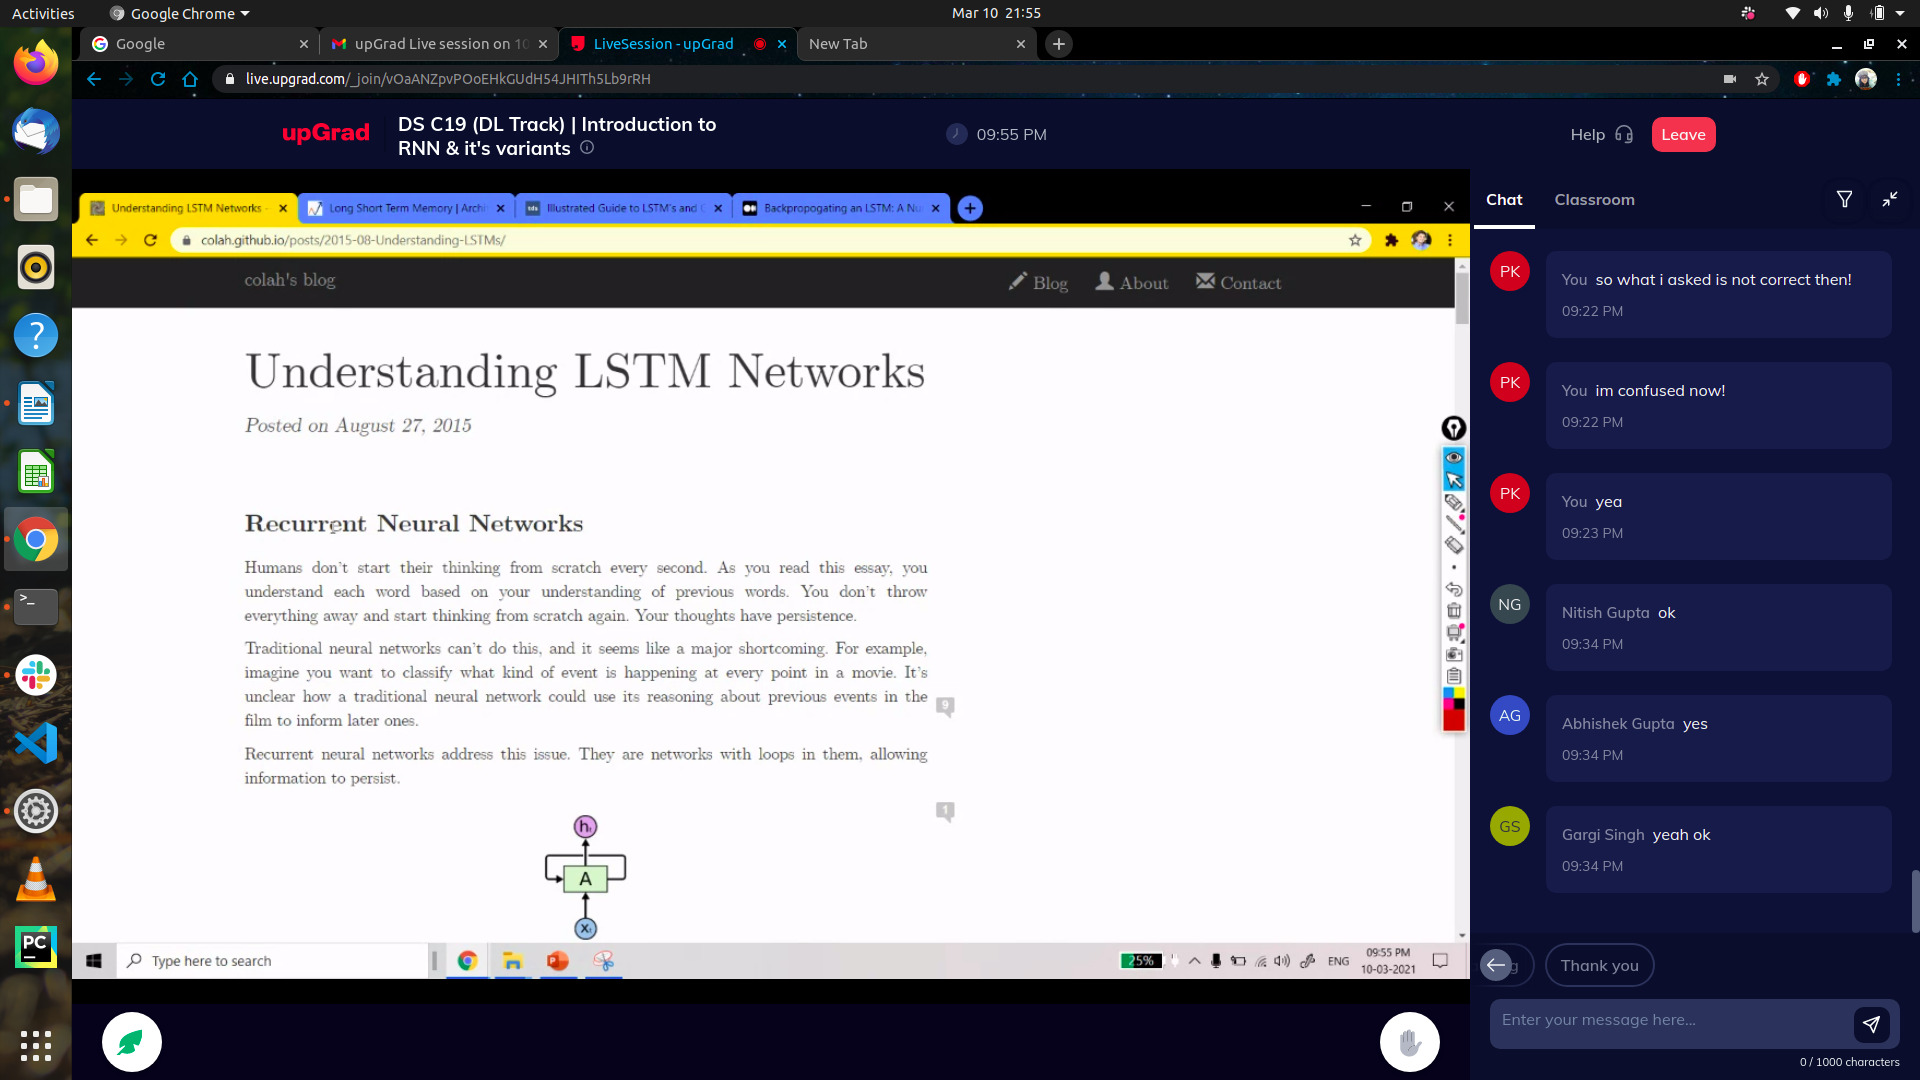 Activities
Google Chrome
Mar 10 21:55
Google
upGrad Live session on 10
LiveSession - upGrad
New Tab
live.upgrad.com/_join/vOaANZpvPOoEHkGUdH54JHITh5Lb9rRH
upGrad
DS C19 (DL Track) | Introduction to
RNN & it's variants
09:55 PM
Help
Leave
Understanding LSTM Networks -
Long Short Term Memory | Archi
Illustrated Guide to LSTM's and
Backpropogating an LSTM: A Nu
colah.github.io/posts/2015-08-Understanding-LSTMs/
colah's blog
Blog
About
Contact
Understanding LSTM Networks
Posted on August 27, 2015
Recurrent Neural Networks
Humans don't start their thinking from scratch every second. As you read this essay, you
understand each word based on your understanding of previous words. You don't throw
everything away and start thinking from scratch again. Your thoughts have persistence.
Traditional neural networks can't do this, and it seems like a major shortcoming. For example,
imagine you want to classify what kind of event is happening at every point in a movie. It's
unclear how a traditional neural network could use its reasoning about previous events in the
film to inform later ones.
9
Recurrent neural networks address this issue. They are networks with loops in them, allowing
information to persist.
1
hₜ
A
xₜ
Type here to search
25%
ENG
09:55 PM
10-03-2021
Chat
Classroom
PK
You so what i asked is not correct then!
09:22 PM
PK
You im confused now!
09:22 PM
PK
You yea
09:23 PM
NG
Nitish Gupta ok
09:34 PM
AG
Abhishek Gupta yes
09:34 PM
GS
Gargi Singh yeah ok
09:34 PM
Thank you
Enter your message here...
0 / 1000 characters
PC